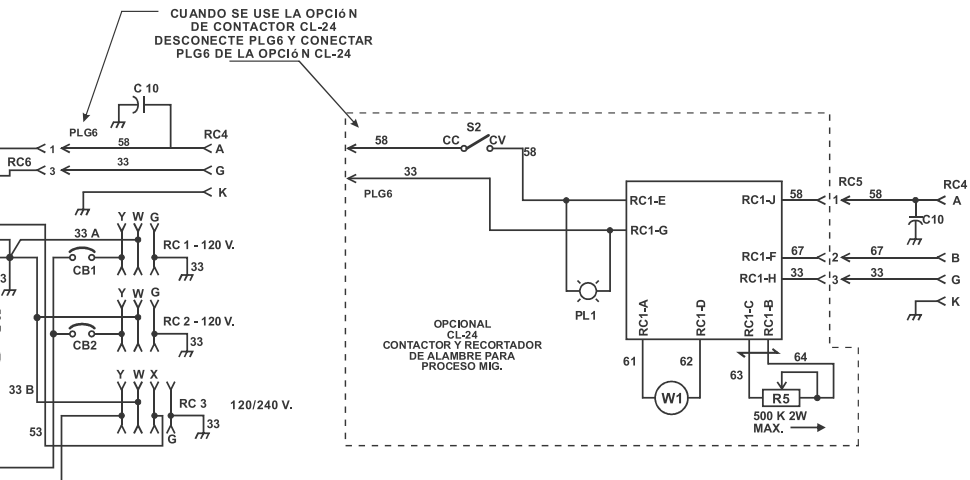 CUANDO SE USE LA OPCIóN
DE CONTACTOR CL-24
DESCONECTE PLG6 Y CONECTAR
PLG6 DE LA OPCIóN CL-24
C 10
PLG6
RC4
1
58
A
RC6
3
33
G
K
S2
58
CC
CV
58
33
PLG6
RC1-E
RC1-G
RC1-J
RC1-F
RC1-H
RC1-A
RC1-D
RC1-C
RC1-B
58
RC5
1
58
RC4
A
C10
67
2
67
B
33
3
33
G
K
PL1
OPCIONAL
CL-24
CONTACTOR Y RECORTADOR
DE ALAMBRE PARA
PROCESO MIG.
61
62
63
64
W1
R5
500 K 2W
MAX.
Y W G
33 A
RC 1 - 120 V.
CB1
33
3
Y W G
RC 2 - 120 V.
CB2
33
Y W X
33 B
RC 3
120/240 V.
33
53
G